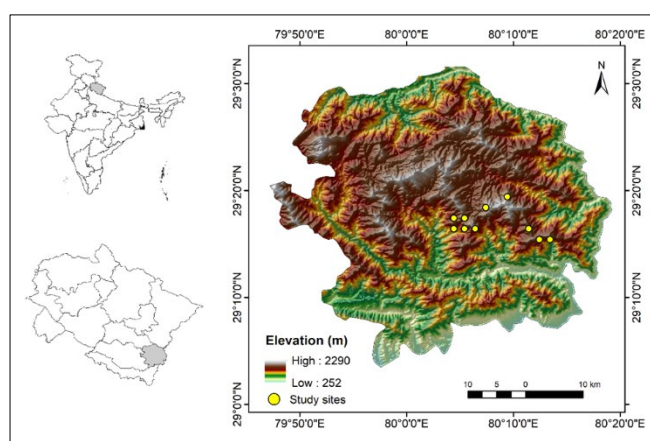 79°50'0"E 80°0'0"E 80°10'0"E 80°20'0"E
N
29°30'0"N 29°30'0"N
29°20'0"N 29°20'0"N
29°10'0"N 29°10'0"N
29°0'0"N 29°0'0"N
Elevation (m)
High : 2290
Low : 252
Study sites
10 5 0 10 km
79°50'0"E 80°0'0"E 80°10'0"E 80°20'0"E